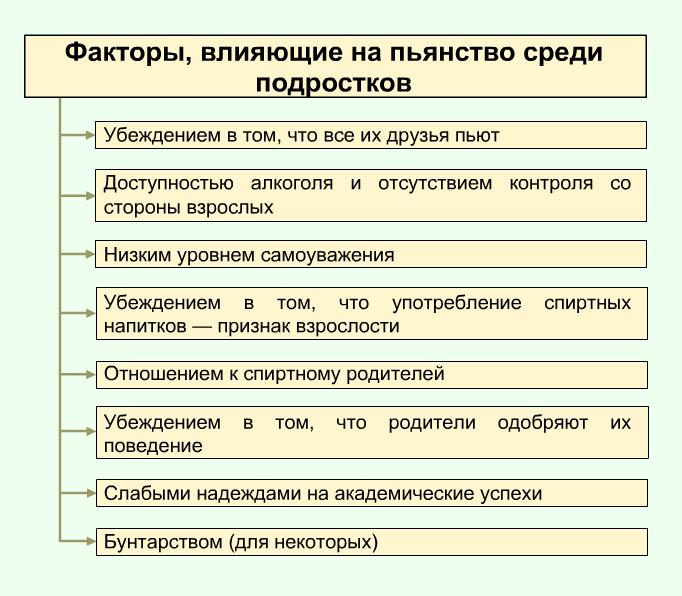 Факторы, влияющие на пьянство среди
подростков
Убеждением в том, что все их друзья пьют
Доступностью алкоголя и отсутствием контроля со
стороны взрослых
Низким уровнем самоуважения
Убеждением в том, что употребление спиртных
напитков — признак взрослости
Отношением к спиртному родителей
Убеждением в том, что родители одобряют их
поведение
Слабыми надеждами на академические успехи
Бунтарством (для некоторых)